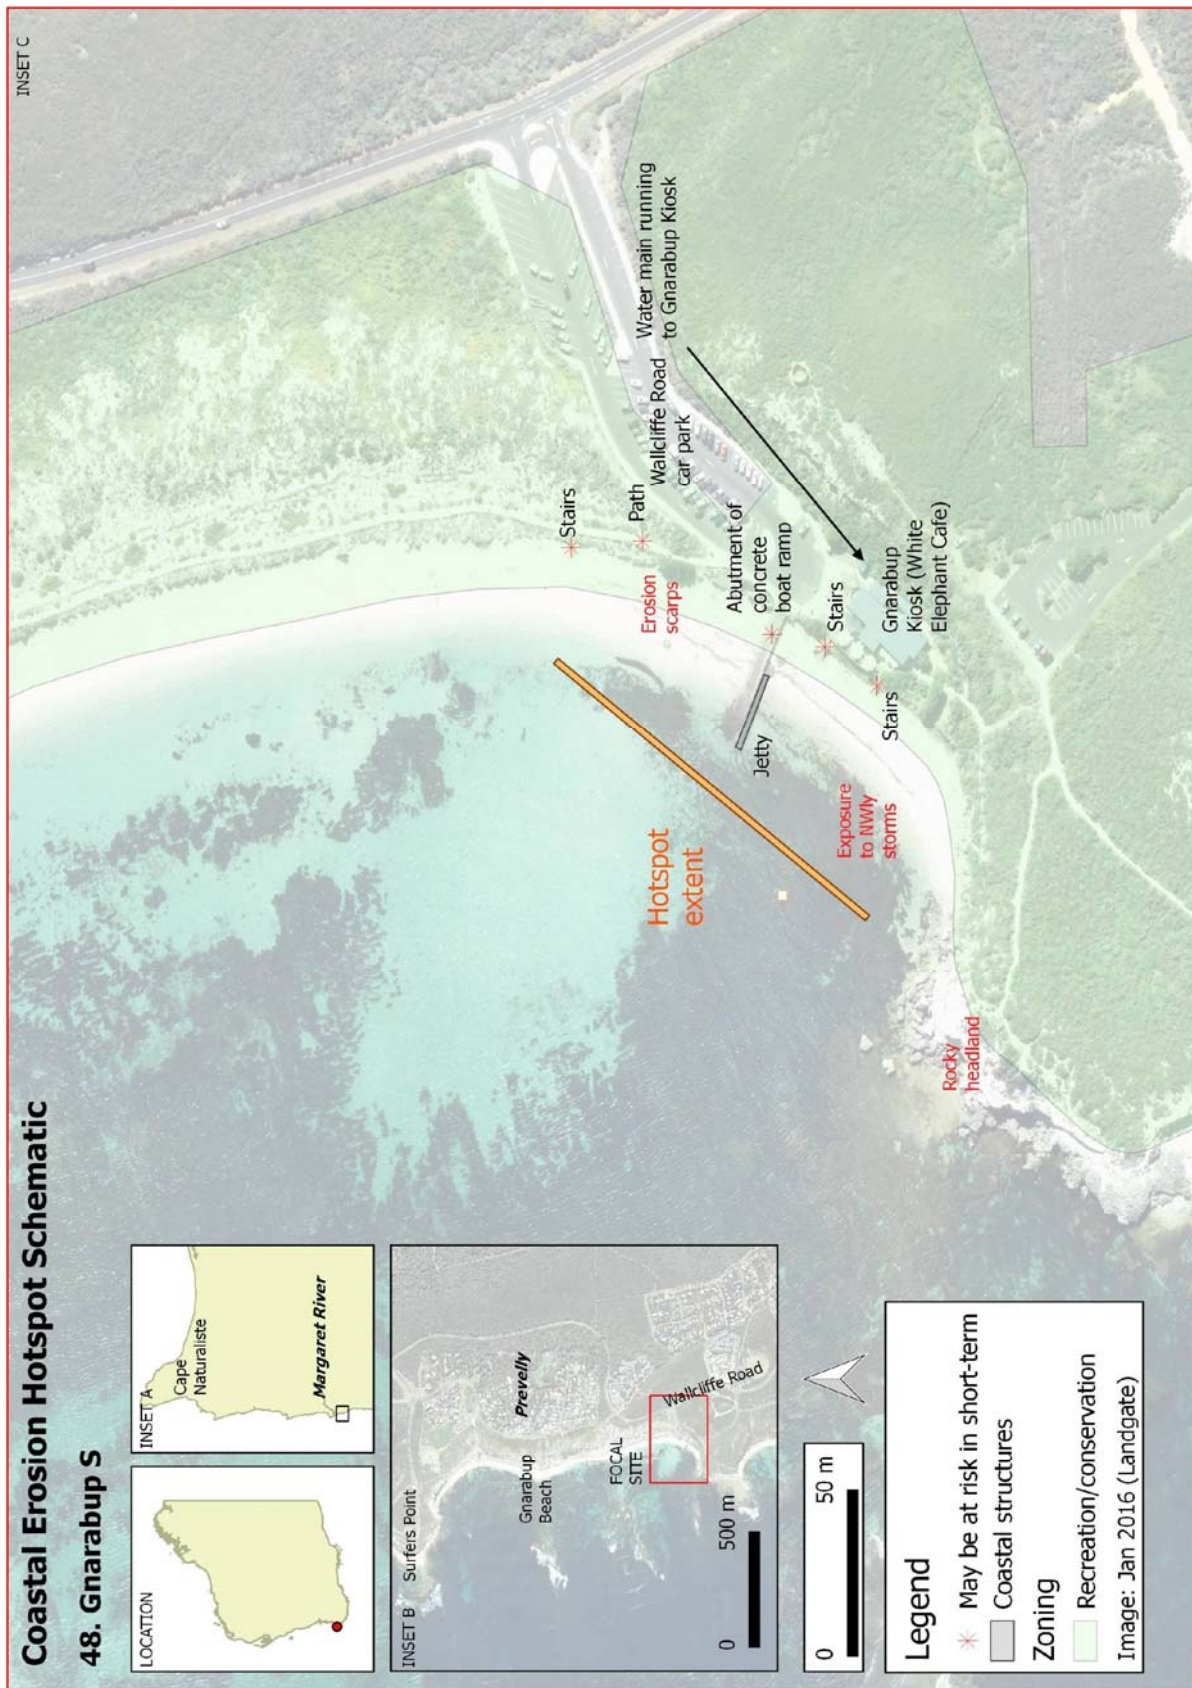 Coastal Erosion Hotspot Schematic
48. Gnarabup S
INSET C
LOCATION
INSET A
Cape
Naturaliste
Margaret River
INSET B
Surfers Point
Gnarabup
Beach
Prevelly
FOCAL
SITE
Wallcliffe Road
0
500 m
0
50 m
Legend
May be at risk in short-term
Coastal structures
Zoning
Recreation/conservation
Image: Jan 2016 (Landgate)
Hotspot
extent
Rocky
headland
Exposure
to NWly
storms
Jetty
Erosion
scarps
Stairs
Path
Wallcliffe Road
car park
Water main running
to Gnarabup Kiosk
Abutment of
concrete
boat ramp
Stairs
Stairs
Gnarabup
Kiosk (White
Elephant Cafe)